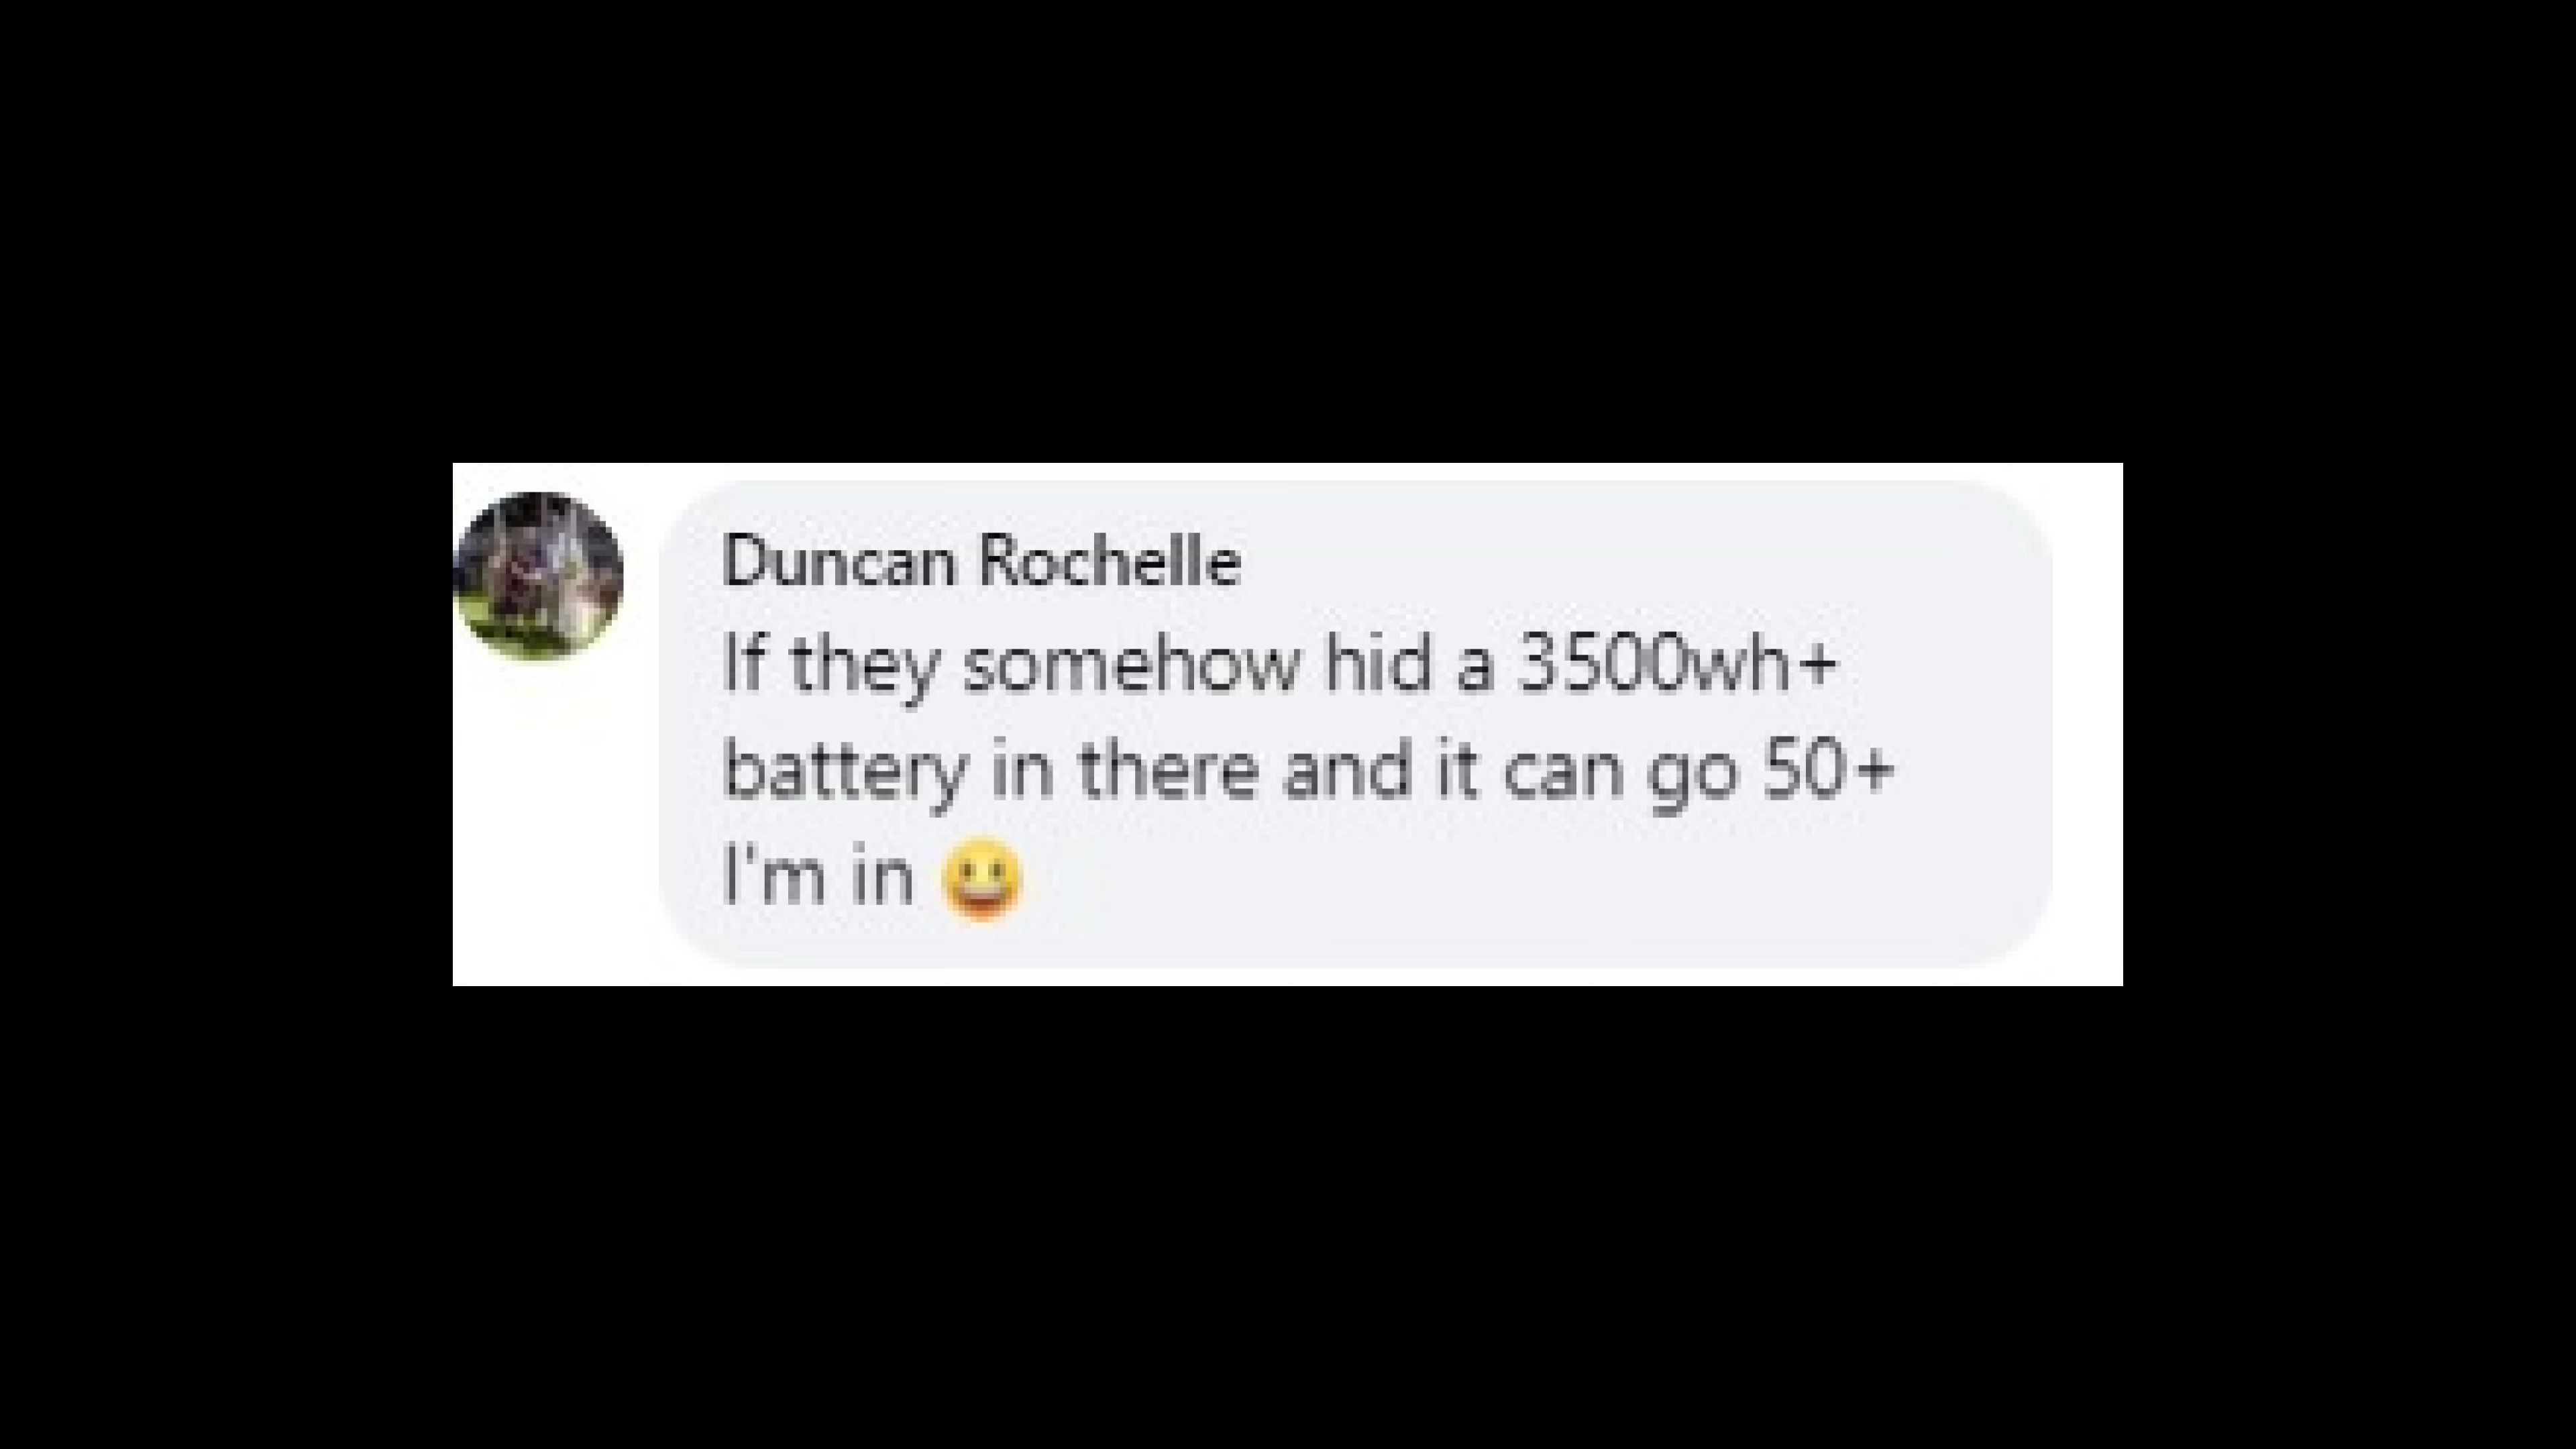 Duncan Rochelle
If they somehow hid a 3500wh+
battery in there and it can go 50+
I'm in 😀